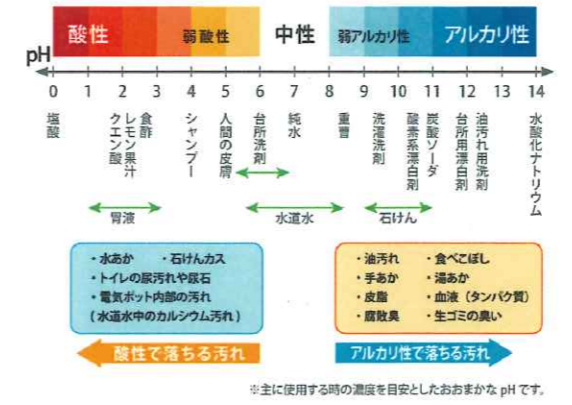 酸性
弱酸性
中性
弱アルカリ性
アルカリ性
pH
0 1 2 3 4 5 6 7 8 9 10 11 12 13 14
塩酸
クエン酸
レモン果汁
食酢
シャンプー
人間の皮膚
台所洗剤
純水
重曹
洗濯洗剤
酸素系漂白剤
炭酸ソーダ
台所用漂白剤
油汚れ用洗剤
水酸化ナトリウム
胃液
水道水
石けん
・水あか ・石けんカス
・トイレの尿汚れや尿石
・電気ポット内部の汚れ
(水道水中のカルシウム汚れ)
・油汚れ ・食べこぼし
・手あか ・湯あか
・皮脂 ・血液(タンパク質)
・腐敗臭 ・生ゴミの臭い
酸性で落ちる汚れ
アルカリ性で落ちる汚れ
※主に使用する時の濃度を目安としたおおまかな pH です。